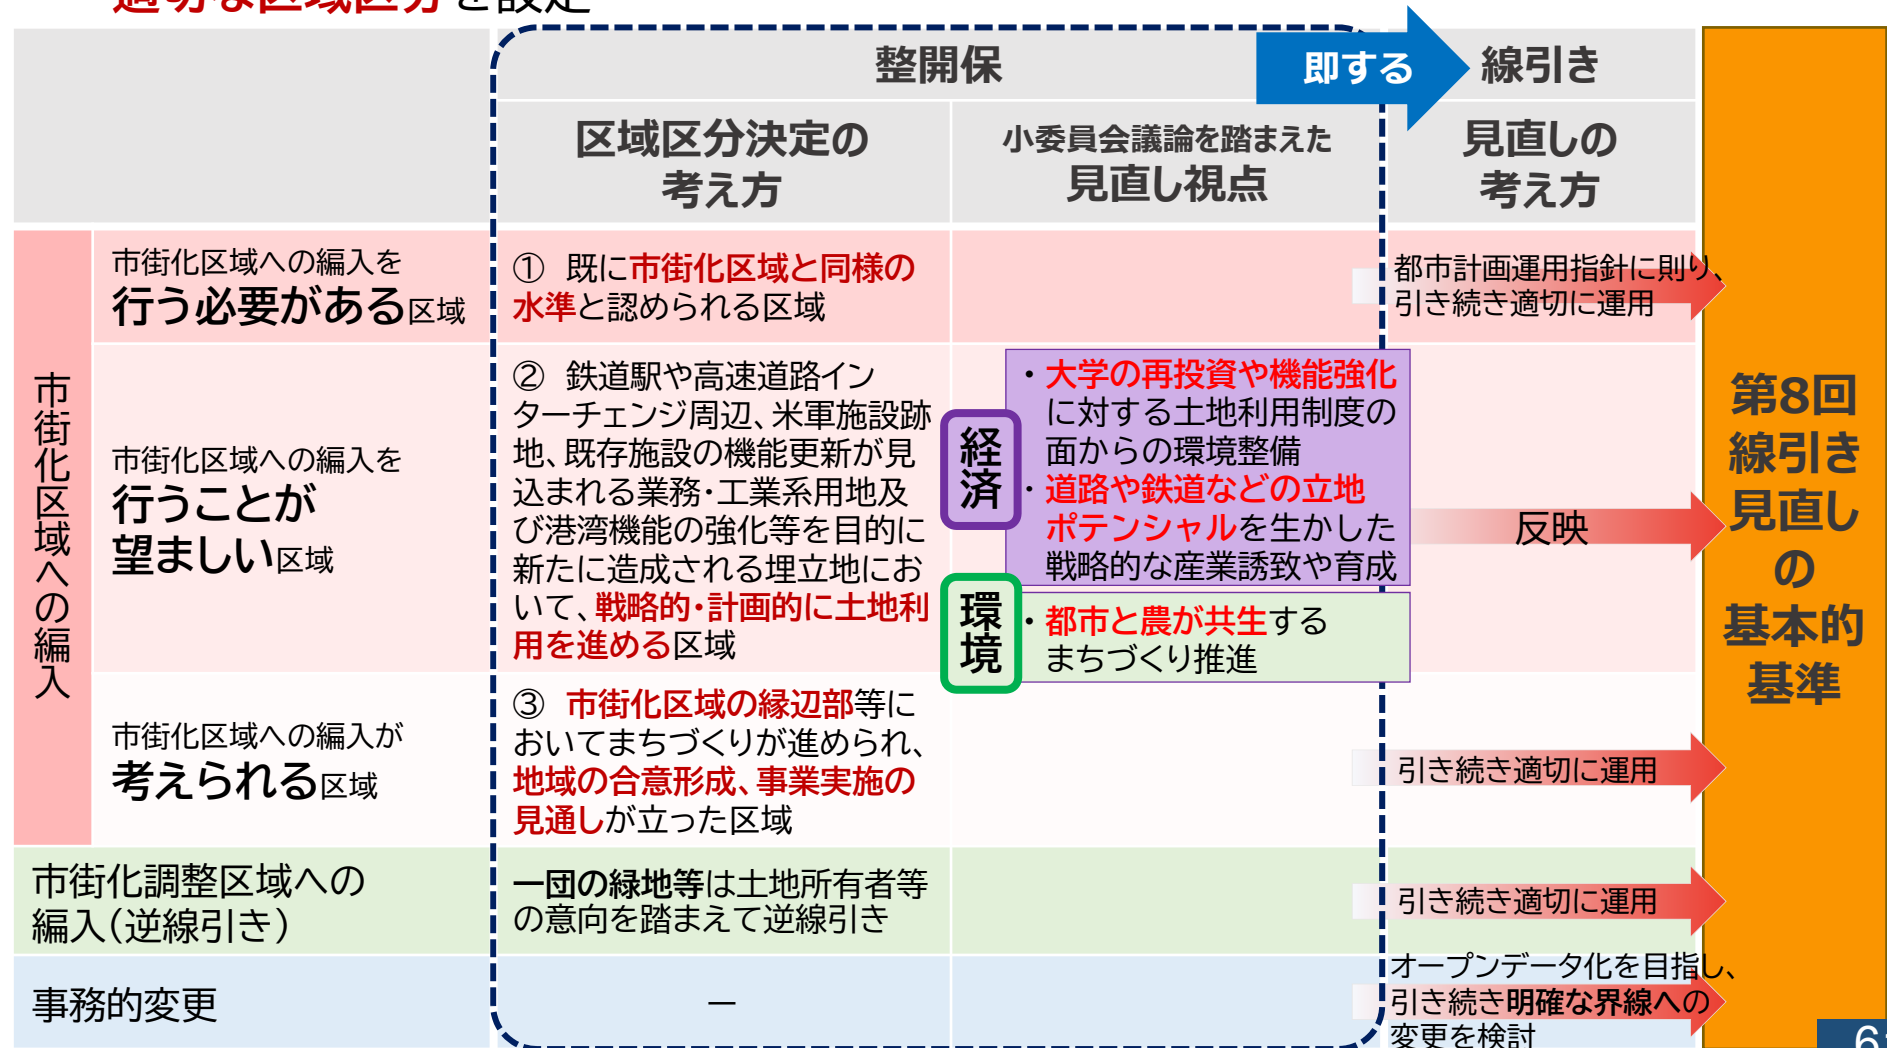 適切な区域区分を設定
整開保
即する
線引き
区域区分決定の
考え方
小委員会議論を踏まえた
見直し視点
見直しの
考え方
市街化区域への編入
市街化区域への編入を
行う必要がある区域
① 既に市街化区域と同様の
水準と認められる区域
都市計画運用指針に則り、
引き続き適切に運用
市街化区域への編入を
行うことが
望ましい区域
② 鉄道駅や高速道路イン
ターチェンジ周辺、米軍施設跡
地、既存施設の機能更新が見
込まれる業務・工業系用地及
び港湾機能の強化等を目的に
新たに造成される埋立地にお
いて、戦略的・計画的に土地利
用を進める区域
経済
・大学の再投資や機能強化
に対する土地利用制度の
面からの環境整備
・道路や鉄道などの立地
ポテンシャルを生かした
戦略的な産業誘致や育成
環境
・都市と農が共生する
まちづくり推進
反映
市街化区域への編入が
考えられる区域
③ 市街化区域の縁辺部等に
おいてまちづくりが進められ、
地域の合意形成、事業実施の
見通しが立った区域
引き続き適切に運用
市街化調整区域への
編入(逆線引き)
一団の緑地等は土地所有者等
の意向を踏まえて逆線引き
引き続き適切に運用
事務的変更
－
オープンデータ化を目指し、
引き続き明確な界線への
変更を検討
第8回
線引き
見直し
の
基本的
基準